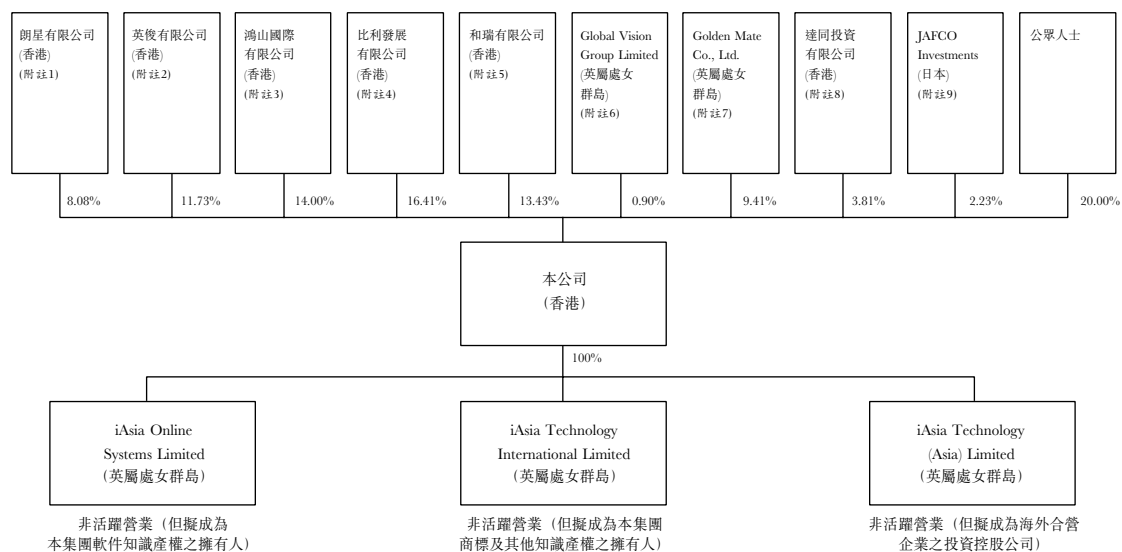 朗星有限公司
(香港)
(附註1)
英俊有限公司
(香港)
(附註2)
鴻山國際
有限公司
(香港)
(附註3)
比利發展
有限公司
(香港)
(附註4)
和瑞有限公司
(香港)
(附註5)
Global Vision
Group Limited
(英屬處女
群島)
(附註6)
Golden Mate
Co., Ltd.
(英屬處女
群島)
(附註7)
達同投資
有限公司
(香港)
(附註8)
JAFCO
Investments
(日本)
(附註9)
公眾人士
8.08%
11.73%
14.00%
16.41%
13.43%
0.90%
9.41%
3.81%
2.23%
20.00%
本公司
(香港)
100%
iAsia Online
Systems Limited
(英屬處女群島)
iAsia Technology
International Limited
(英屬處女群島)
iAsia Technology
(Asia) Limited
(英屬處女群島)
非活躍營業(但擬成為
本集團軟件知識產權之擁有人)
非活躍營業(但擬成為本集團
商標及其他知識產權之擁有人)
非活躍營業(但擬成為海外合營
企業之投資控股公司)